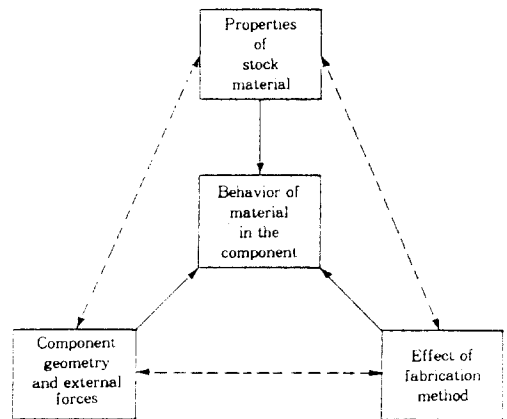 Properties
of
stock
material
Behavior of
material
in the
component
Component
geometry
and external
forces
Effect of
fabrication
method